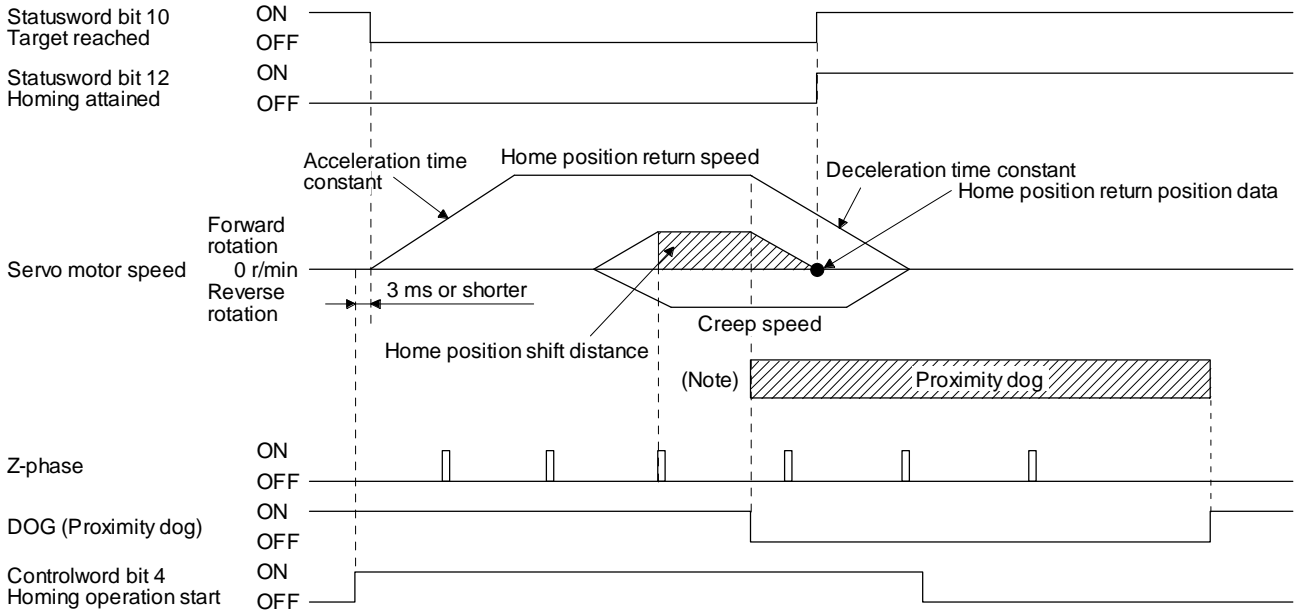 Statusword bit 10
Target reached
ON
OFF
Statusword bit 12
Homing attained
ON
OFF
Acceleration time
constant
Home position return speed
Deceleration time constant
Home position return position data
Forward
rotation
Servo motor speed
0 r/min
Reverse
rotation
3 ms or shorter
Creep speed
Home position shift distance
(Note)
Proximity dog
Z-phase
ON
OFF
DOG (Proximity dog)
ON
OFF
Controlword bit 4
Homing operation start
ON
OFF